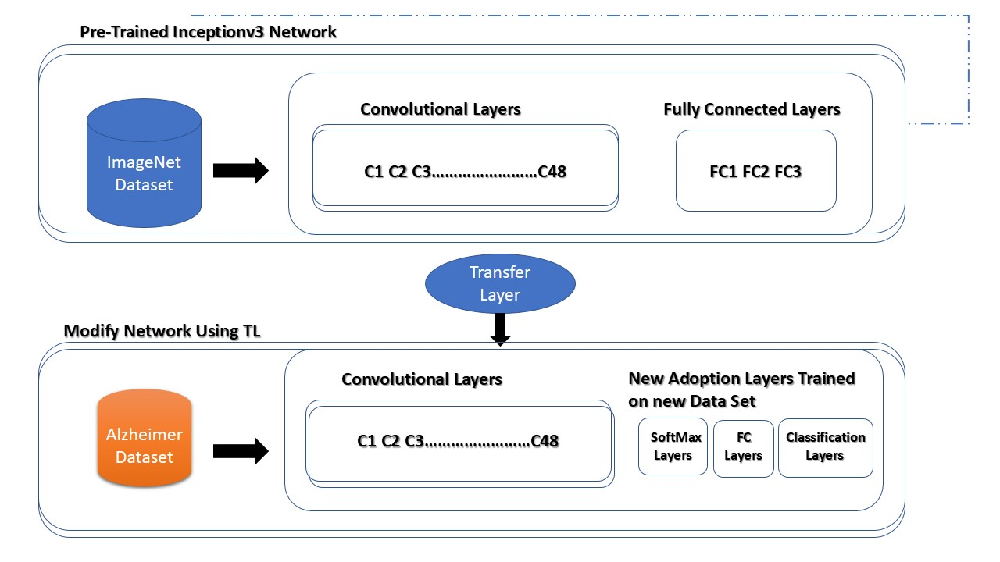 Pre-Trained Inceptionv3 Network
ImageNet
Dataset
Convolutional Layers
C1 C2 C3……………………C48
Fully Connected Layers
FC1 FC2 FC3
Transfer
Layer
Modify Network Using TL
Alzheimer
Dataset
Convolutional Layers
C1 C2 C3……………………C48
New Adoption Layers Trained
on new Data Set
SoftMax
Layers
FC
Layers
Classification
Layers